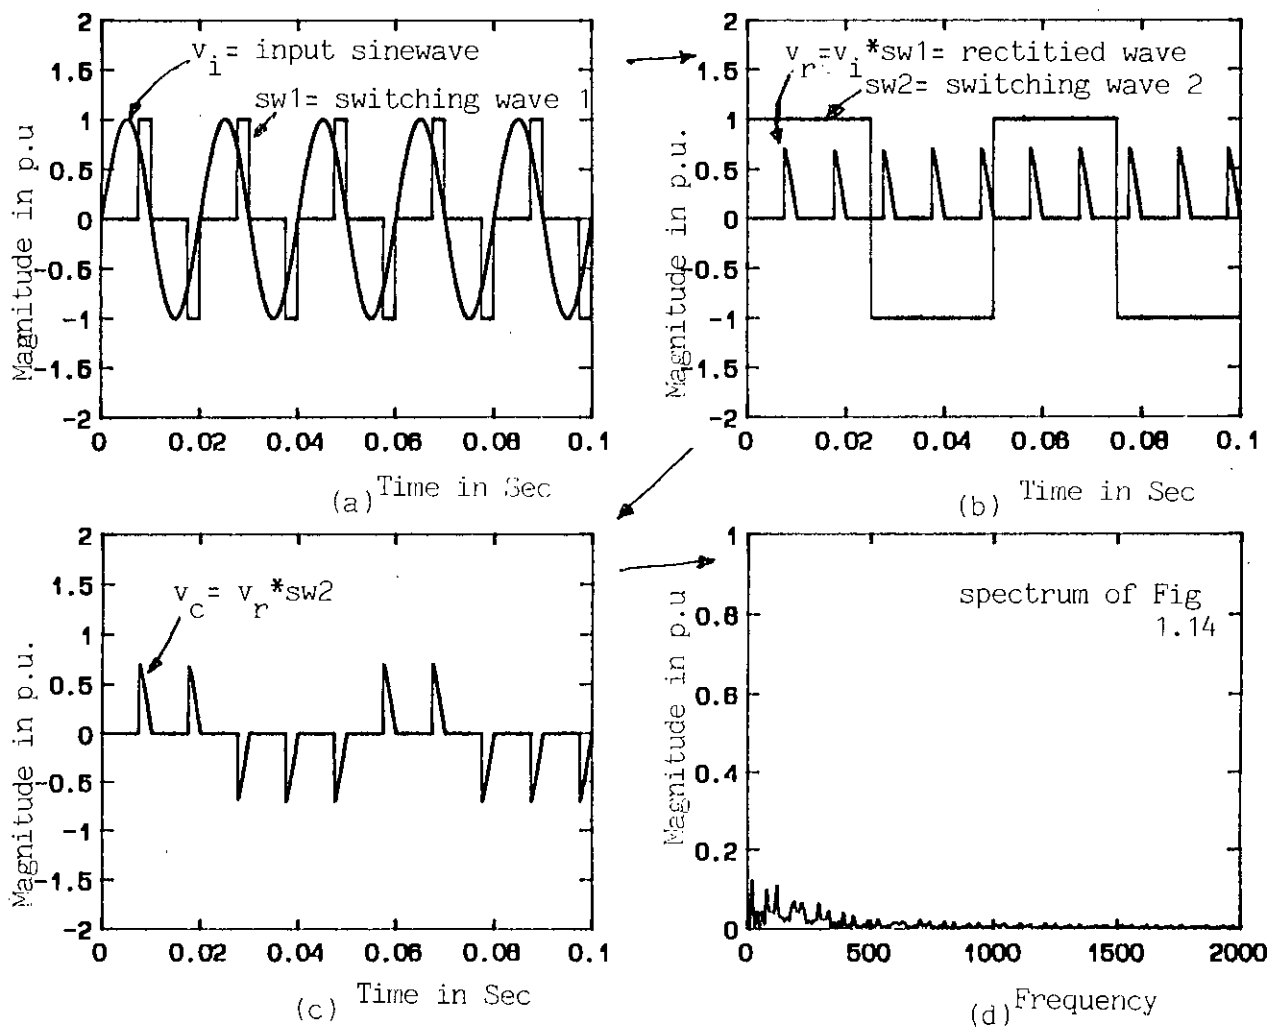 2
1.5
1
0.5
0
-0.5
-1
-1.5
-2
Magnitude in p.u
v_i= input sinewave
sw1= switching wave 1
0 0.02 0.04 0.06 0.08 0.1
(a) Time in Sec
2
1.5
1
0.5
0
-0.5
-1
-1.5
-2
Magnitude in p.u.
v_r=v_i*sw1= rectitied wave
sw2= switching wave 2
0 0.02 0.04 0.06 0.08 0.1
(b) Time in Sec
2
1.5
1
0.5
0
-0.5
-1
-1.5
-2
Magnitude in p.u.
v_c= v_r*sw2
0 0.02 0.04 0.06 0.08 0.1
(c) Time in Sec
1
0.8
0.6
0.4
0.2
0
Magnitude in p.u
spectrum of Fig
1.14
0 500 1000 1500 2000
(d) Frequency